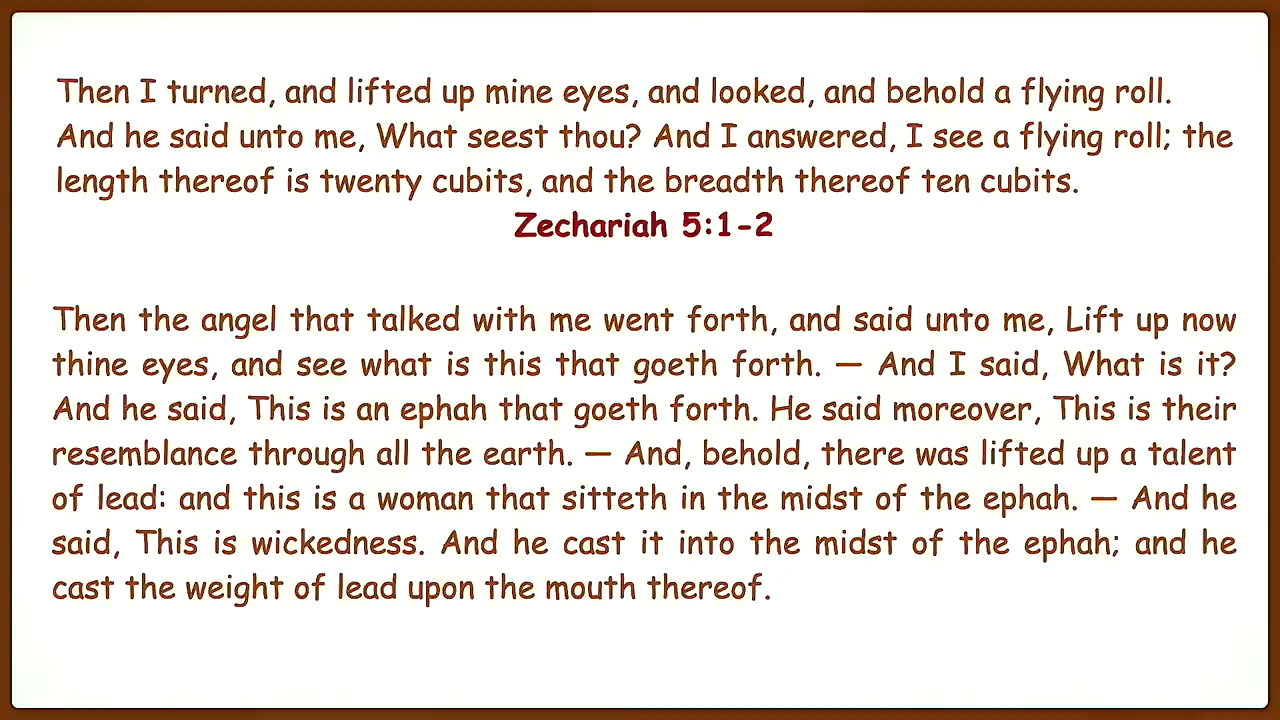 Then I turned, and lifted up mine eyes, and looked, and behold a flying roll.
And he said unto me, What seest thou? And I answered, I see a flying roll; the
length thereof is twenty cubits, and the breadth thereof ten cubits.
Zechariah 5:1-2
Then the angel that talked with me went forth, and said unto me, Lift up now
thine eyes, and see what is this that goeth forth. — And I said, What is it?
And he said, This is an ephah that goeth forth. He said moreover, This is their
resemblance through all the earth. — And, behold, there was lifted up a talent
of lead: and this is a woman that sitteth in the midst of the ephah. — And he
said, This is wickedness. And he cast it into the midst of the ephah; and he
cast the weight of lead upon the mouth thereof.